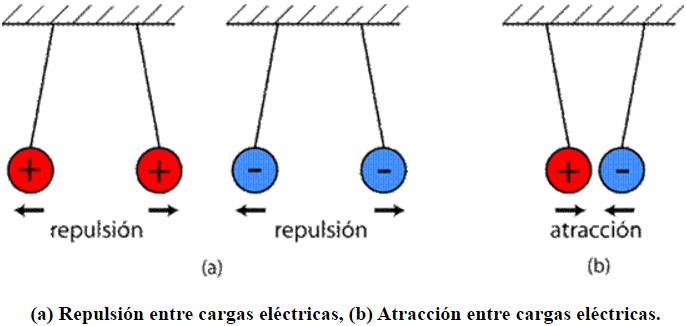 + + - - + -
repulsión repulsión atracción
(a) (b)
(a) Repulsión entre cargas eléctricas, (b) Atracción entre cargas eléctricas.